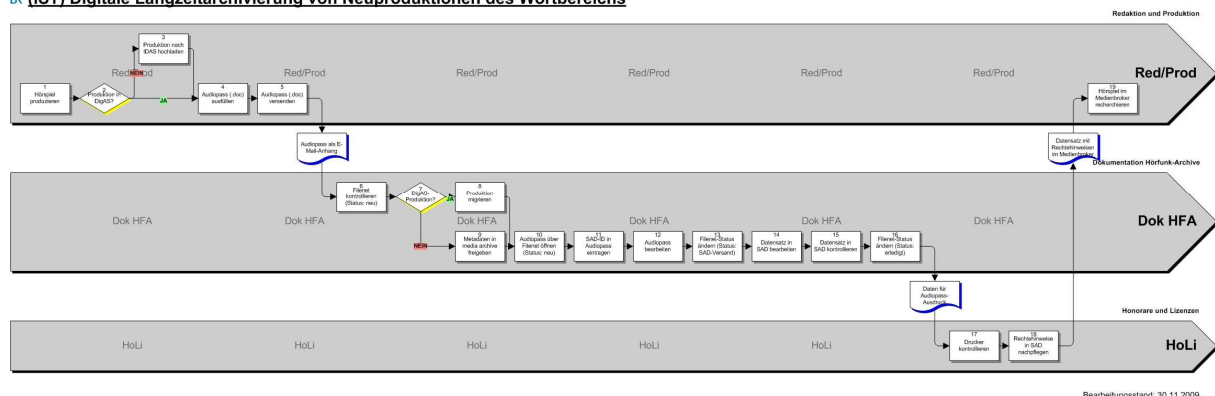 (IST) Digitale Langzeitarchivierung von Neuproduktionen des Wortbereichs
Redaktion und Produktion
3
Produktion nach
IDAS hochladen
Red/Prod
Red/Prod
Red/Prod
Red/Prod
Red/Prod
Red/Prod
Red/Prod
NEIN
1
Hörspiel
produzieren
2
Produktion in
DigAS?
JA
4
Audiopass (.doc)
ausfüllen
5
Audiopass (.doc)
versenden
19
Hörspiel im
Medienbroker
recherchieren
Audiopass als E-
Mail-Anhang
Datensatz mit
Rechtehinweisen
im Medienbroker
Dokumentation Hörfunk-Archive
6
Filenet
kontrollieren
(Status: neu)
7
DigAS-
Produktion?
JA
8
Produktion
migrieren
Dok HFA
Dok HFA
Dok HFA
Dok HFA
Dok HFA
Dok HFA
Dok HFA
NEIN
9
Metadaten in
media archive
freigeben
10
Audiopass über
Filenet öffnen
(Status: neu)
11
SAD-ID in
Audiopass
eintragen
12
Audiopass
bearbeiten
13
Filenet-Status
ändern (Status:
SAD-Versand)
14
Datensatz in
SAD bearbeiten
15
Datensatz in
SAD kontrollieren
16
Filenet-Status
ändern (Status:
erledigt)
Daten für
Audiopass-
Ausdruck
Honorare und Lizenzen
HoLi
HoLi
HoLi
HoLi
HoLi
HoLi
17
Drucker
kontrollieren
18
Rechtehinweise
in SAD
nachpflegen
Bearbeitungsstand: 30.11.2009